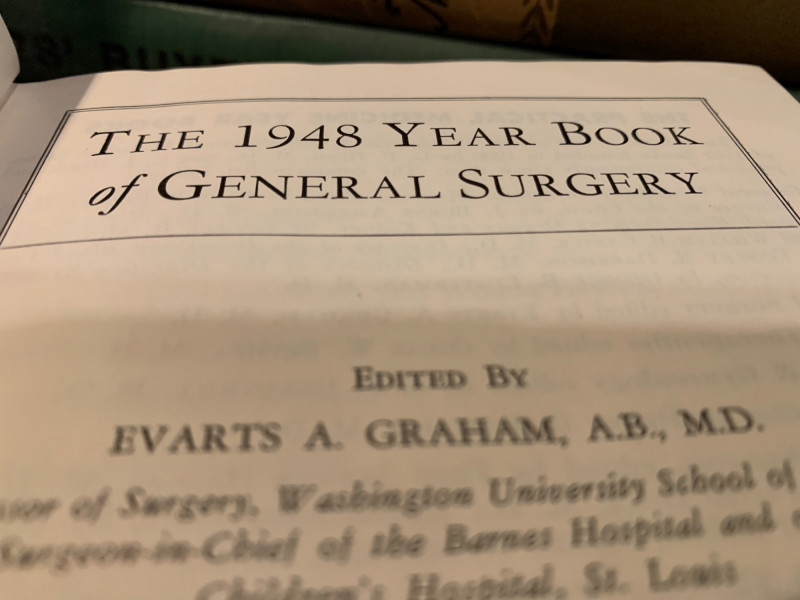 THE 1948 YEAR BOOK
of GENERAL SURGERY
EDITED BY
EVARTS A. GRAHAM, A.B., M.D.
sor of Surgery, Washington University School of
Surgeon-in-Chief of the Barnes Hospital and
Children's Hospital, St. Louis